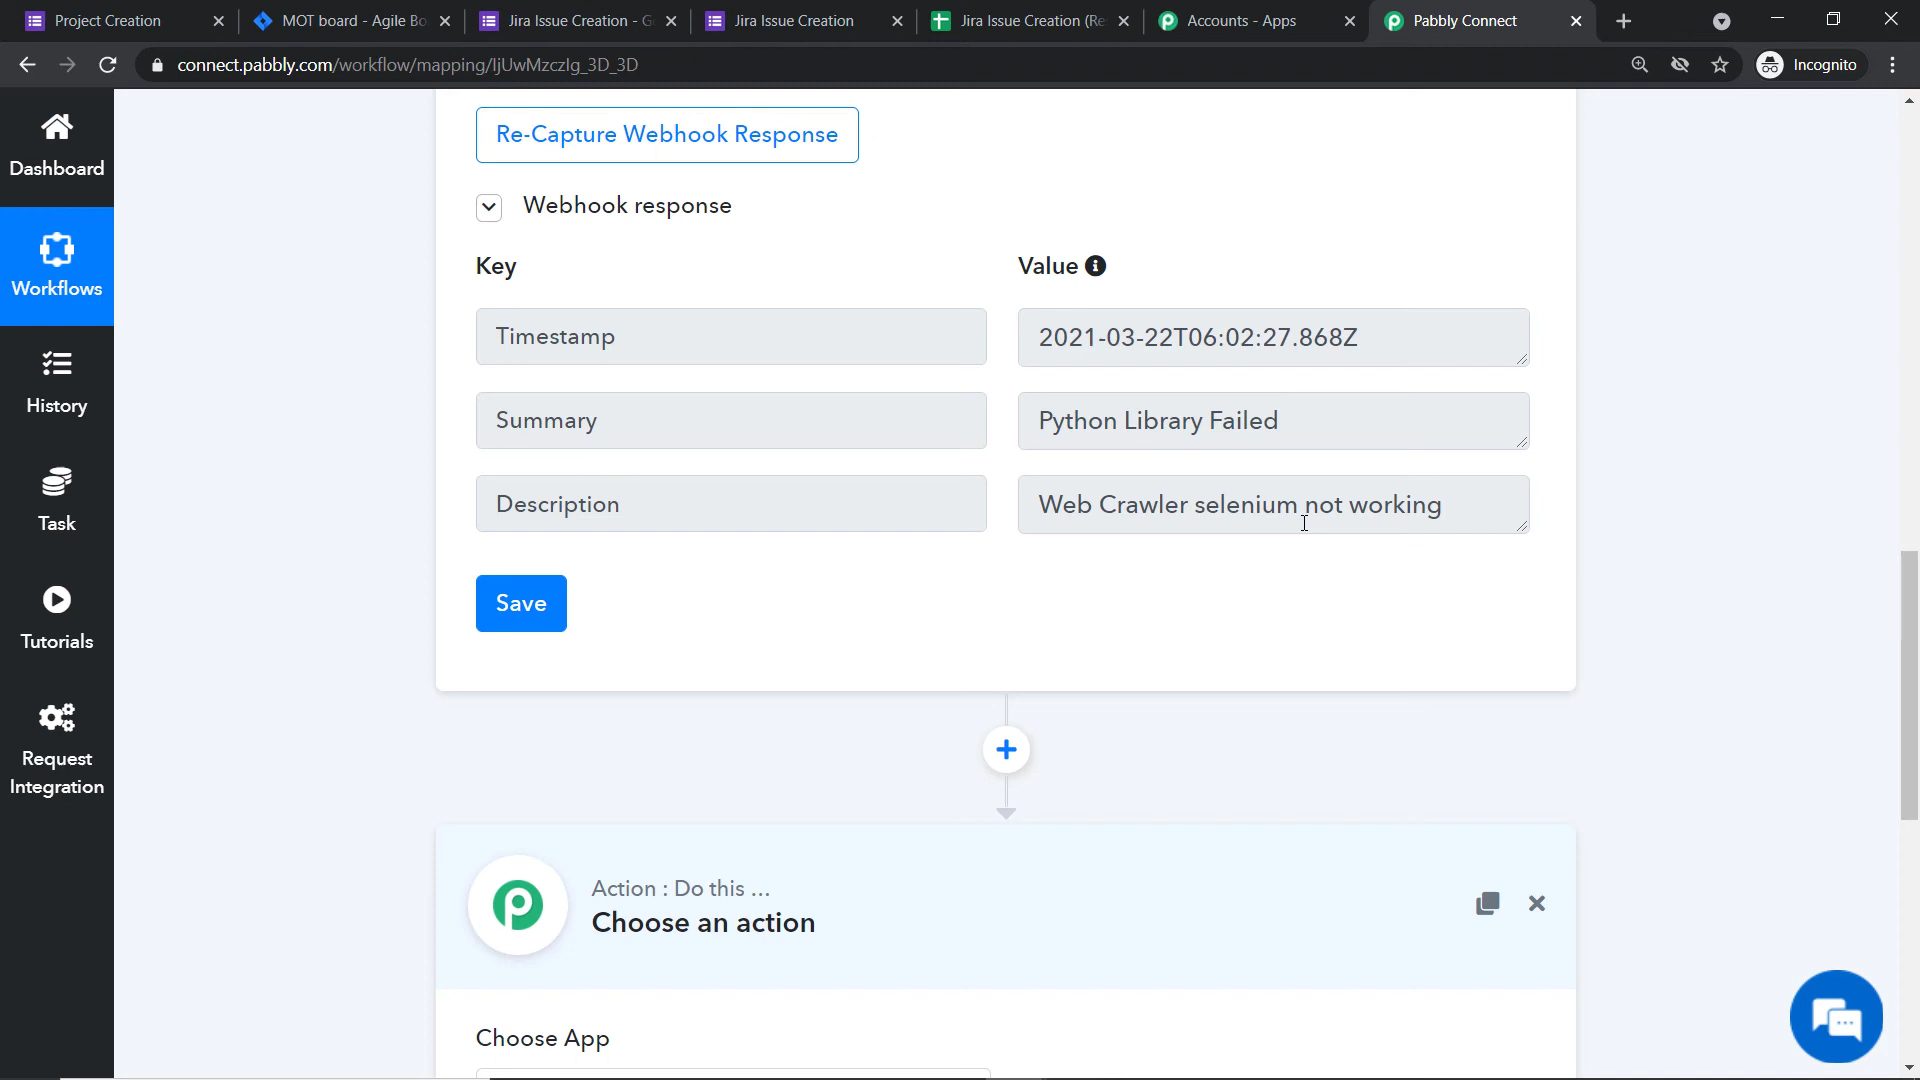 Project Creation
MOT board - Agile Bo
Jira Issue Creation - G
Jira Issue Creation
Jira Issue Creation (Re
Accounts - Apps
Pabbly Connect
connect.pabbly.com/workflow/mapping/IjUwMzczIg_3D_3D
Incognito
Dashboard
Workflows
History
Task
Tutorials
Request
Integration
Re-Capture Webhook Response
Webhook response
Key
Value
Timestamp
2021-03-22T06:02:27.868Z
Summary
Python Library Failed
Description
Web Crawler selenium not working
Save
Action : Do this ...
Choose an action
Choose App